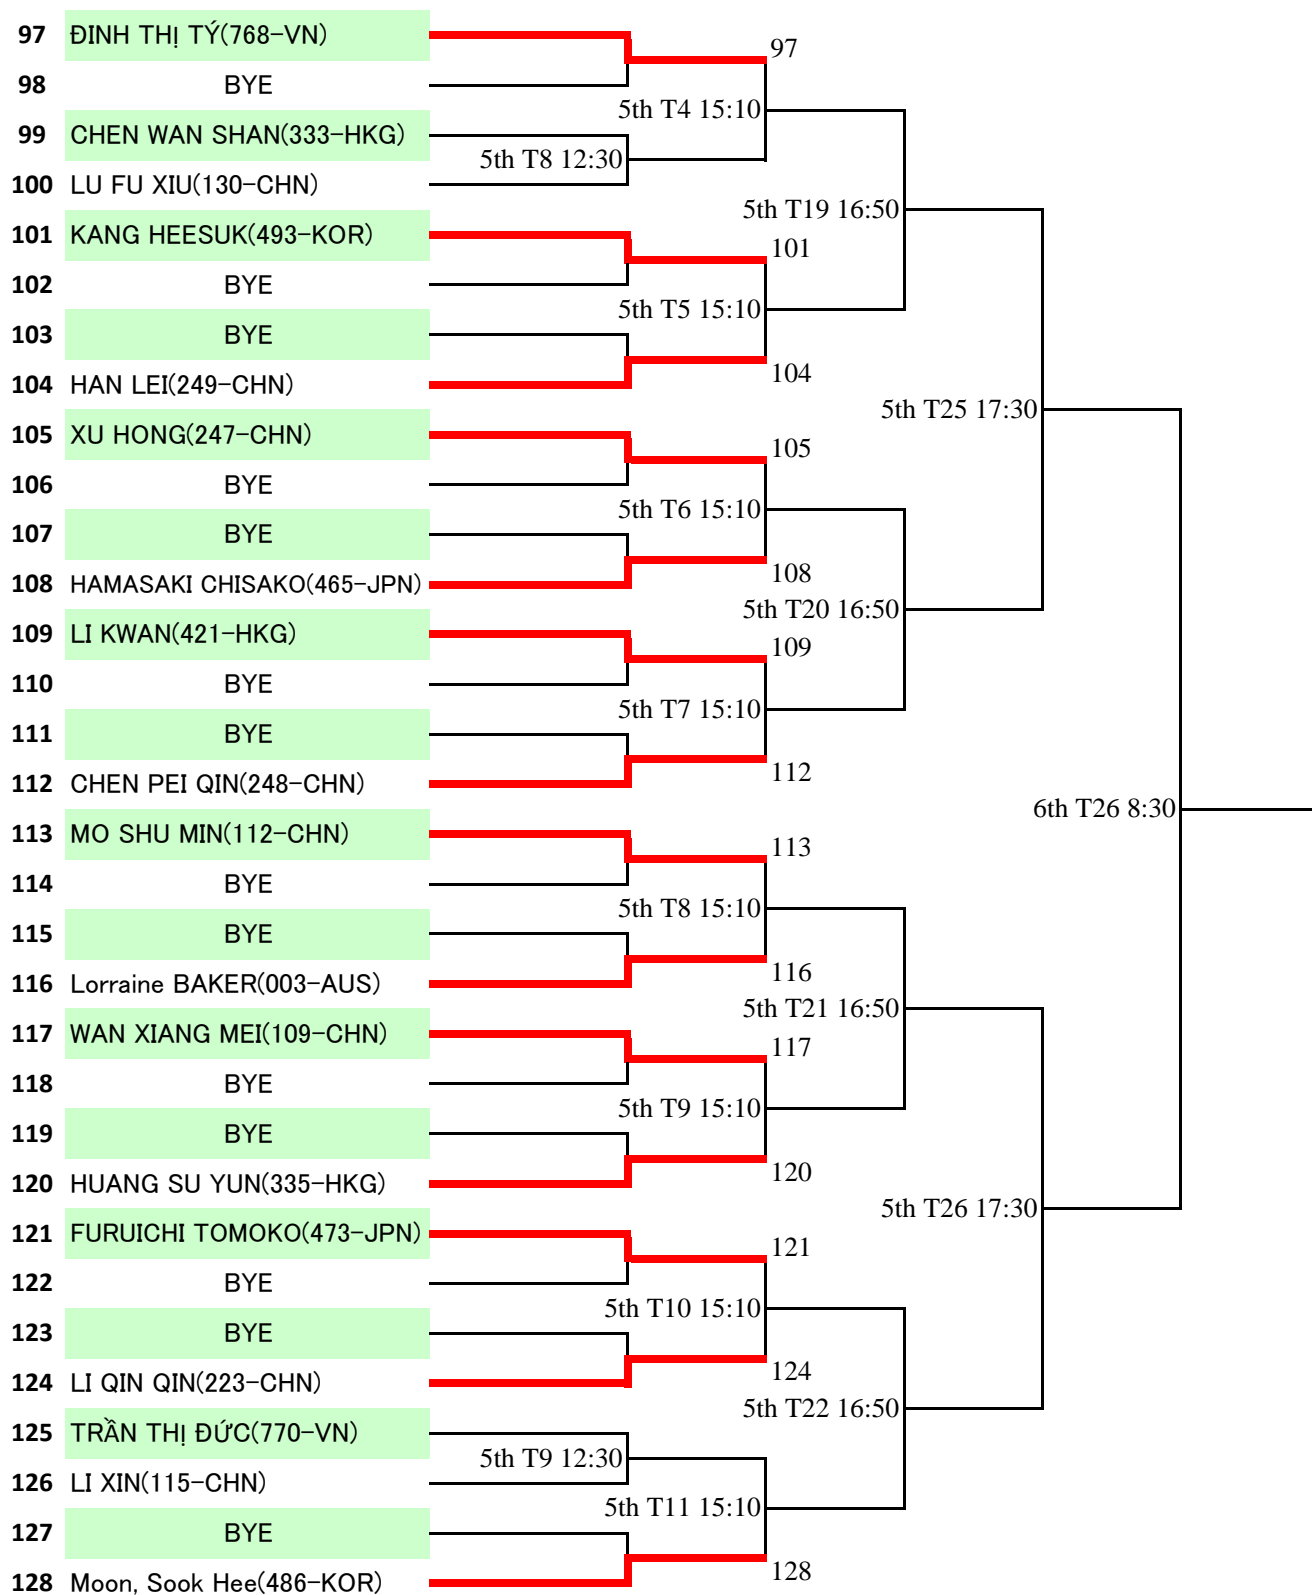 97 ĐINH THỊ TÝ(768-VN)
97
98 BYE
5th T4 15:10
99 CHEN WAN SHAN(333-HKG)
5th T8 12:30
100 LU FU XIU(130-CHN)
5th T19 16:50
101 KANG HEESUK(493-KOR)
101
102 BYE
5th T5 15:10
103 BYE
104
104 HAN LEI(249-CHN)
5th T25 17:30
105 XU HONG(247-CHN)
105
106 BYE
5th T6 15:10
107 BYE
108
108 HAMASAKI CHISAKO(465-JPN)
5th T20 16:50
109 LI KWAN(421-HKG)
109
110 BYE
5th T7 15:10
111 BYE
112
112 CHEN PEI QIN(248-CHN)
6th T26 8:30
113 MO SHU MIN(112-CHN)
113
114 BYE
5th T8 15:10
115 BYE
116
116 Lorraine BAKER(003-AUS)
5th T21 16:50
117 WAN XIANG MEI(109-CHN)
117
118 BYE
5th T9 15:10
119 BYE
120
120 HUANG SU YUN(335-HKG)
5th T26 17:30
121 FURUICHI TOMOKO(473-JPN)
121
122 BYE
5th T10 15:10
123 BYE
124
124 LI QIN QIN(223-CHN)
5th T22 16:50
125 TRẦN THỊ ĐỨC(770-VN)
5th T9 12:30
126 LI XIN(115-CHN)
5th T11 15:10
127 BYE
128
128 Moon, Sook Hee(486-KOR)